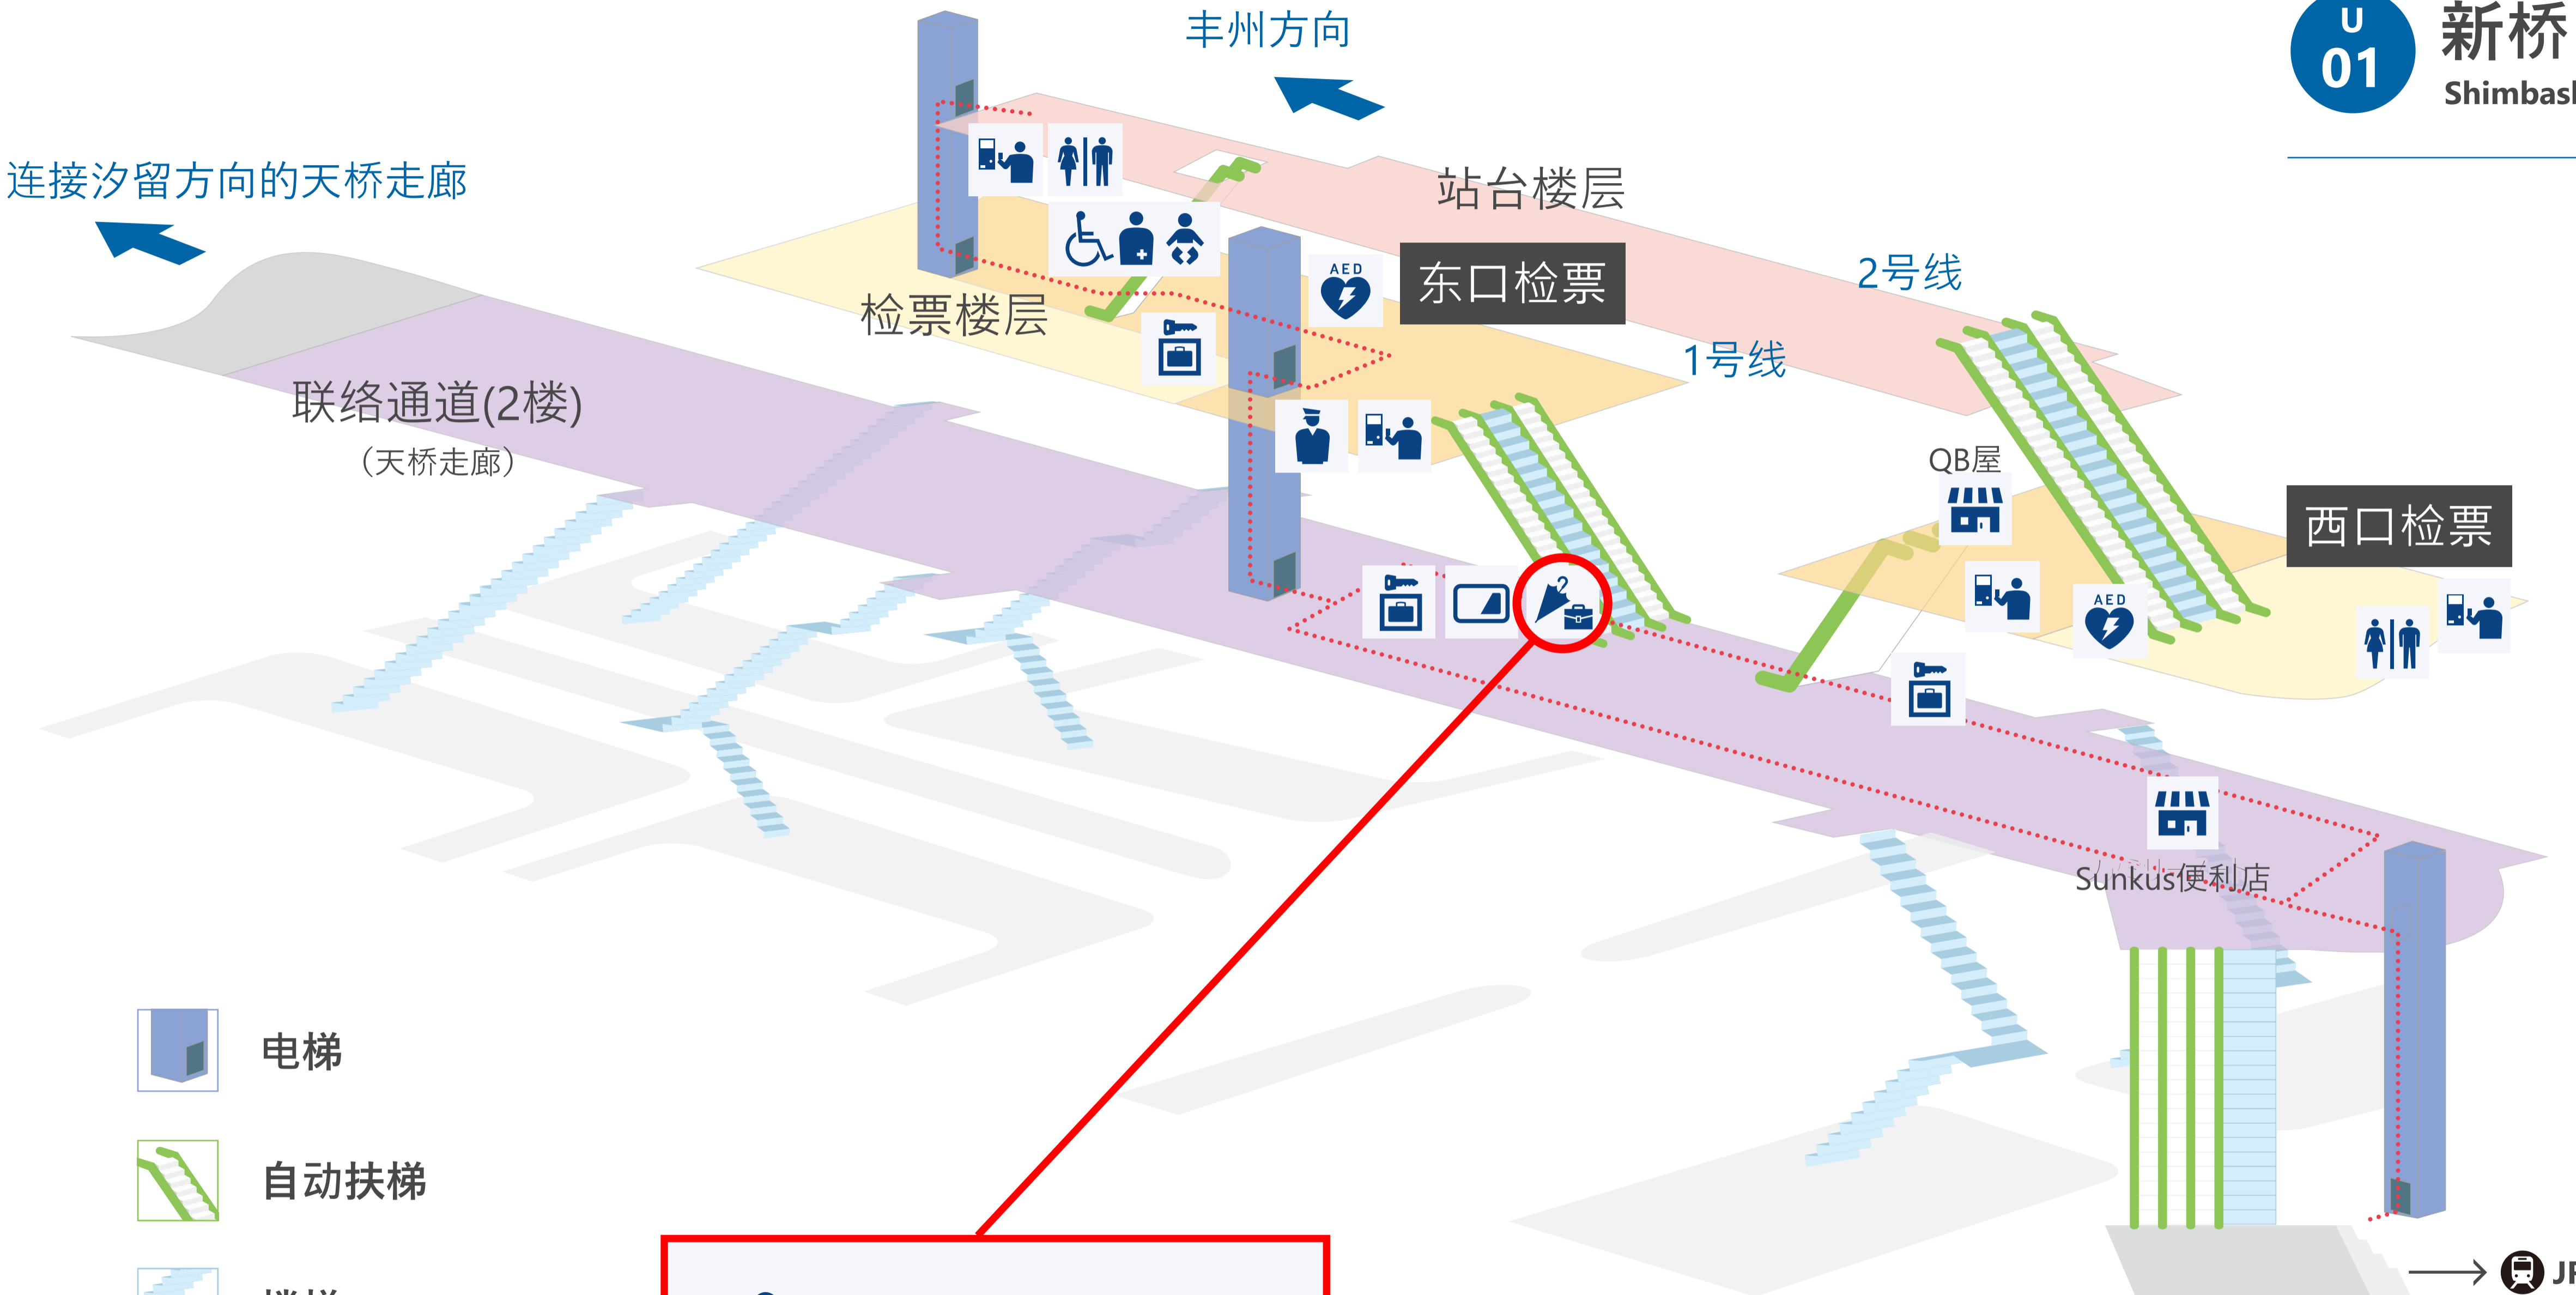 丰州方向
U
01
新桥
Shimbash
连接汐留方向的天桥走廊
站台楼层
东口检票
AED
2号线
检票楼层
1号线
联络通道(2楼)
（天桥走廊）
QB屋
西口检票
AED
Sunkus便利店
电梯
自动扶梯
JR